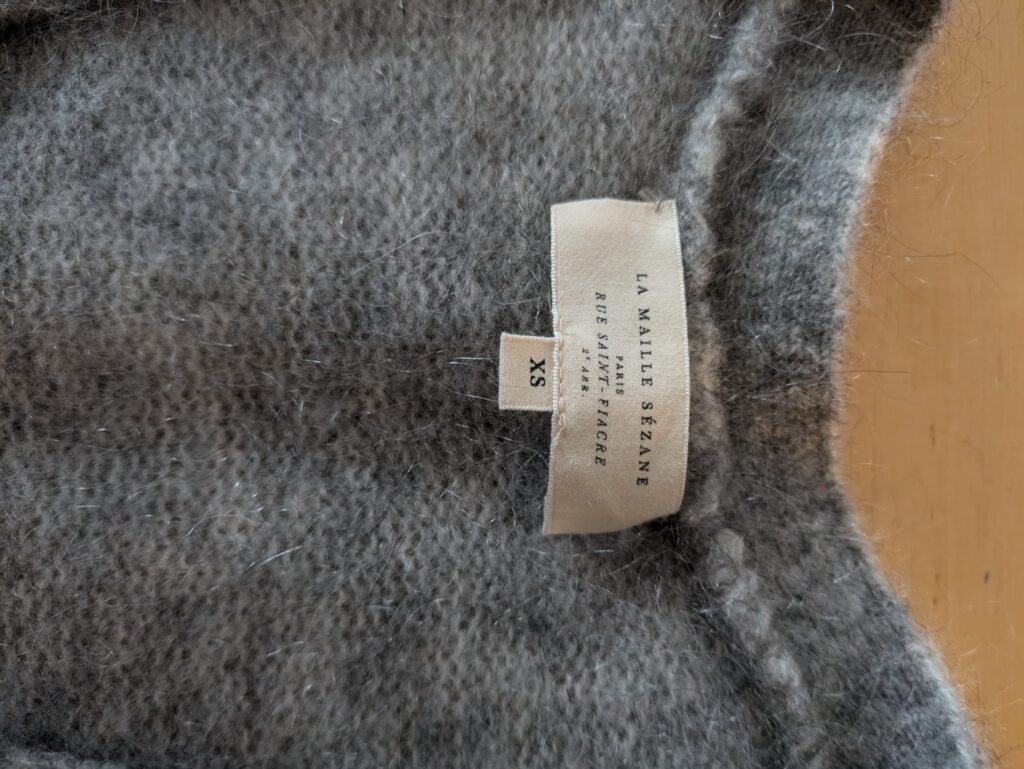 LA MAILLE SÉZANE
PARIS
RUE SAINT-FIACRE
2ᵉ ARR.
XS